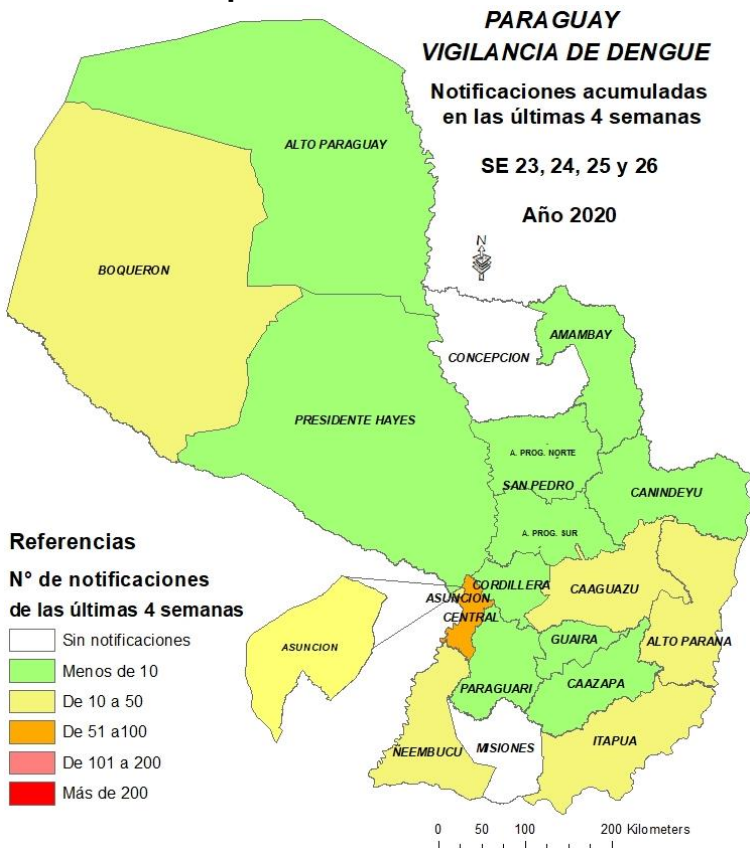 PARAGUAY
VIGILANCIA DE DENGUE
Notificaciones acumuladas
en las últimas 4 semanas
SE 23, 24, 25 y 26
Año 2020
N
ALTO PARAGUAY
BOQUERON
CONCEPCION
AMAMBAY
PRESIDENTE HAYES
A. PROG. NORTE
SAN PEDRO
CANINDEYU
A. PROG. SUR
CORDILLERA
CAAGUAZU
ASUNCION
CENTRAL
GUAIRA
ALTO PARANA
PARAGUARI
CAAZAPA
ÑEEMBUCU
MISIONES
ITAPUA
ASUNCION
Referencias
N° de notificaciones
de las últimas 4 semanas
Sin notificaciones
Menos de 10
De 10 a 50
De 51 a100
De 101 a 200
Más de 200
0 50 100 200 Kilometers